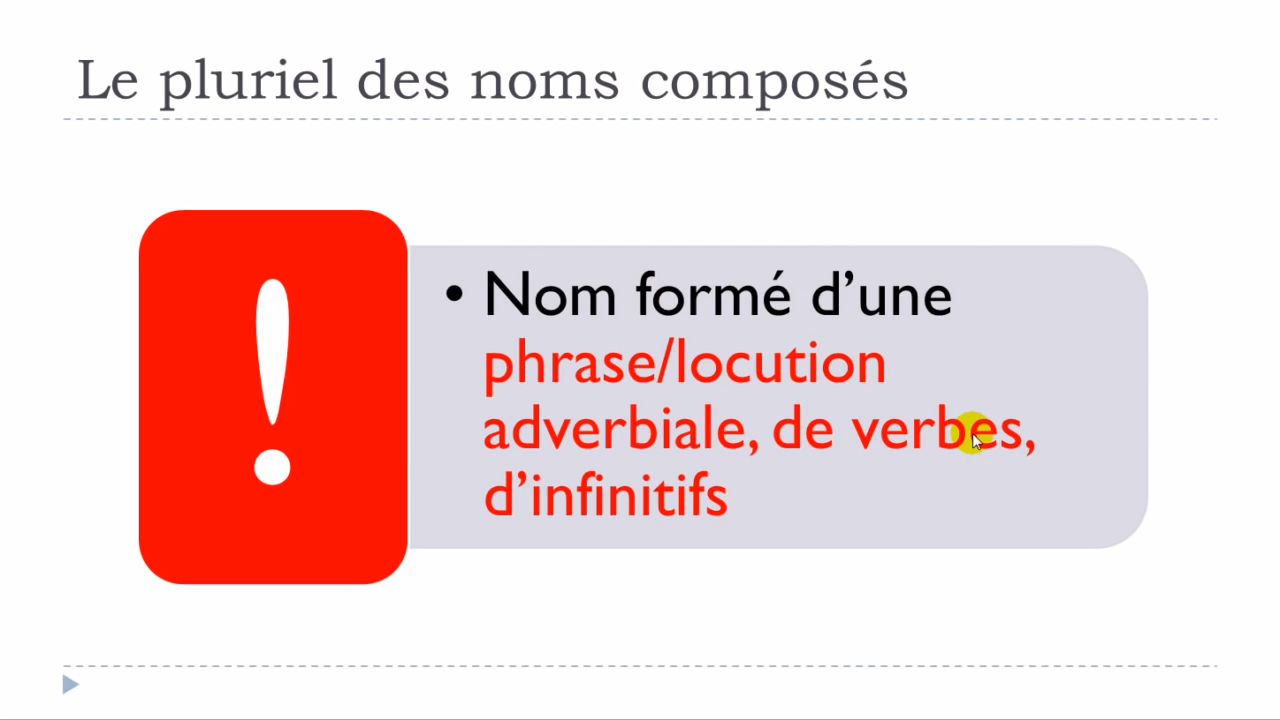 Le pluriel des noms composés
!
• Nom formé d’une
phrase/locution
adverbiale, de verbes,
d’infinitifs